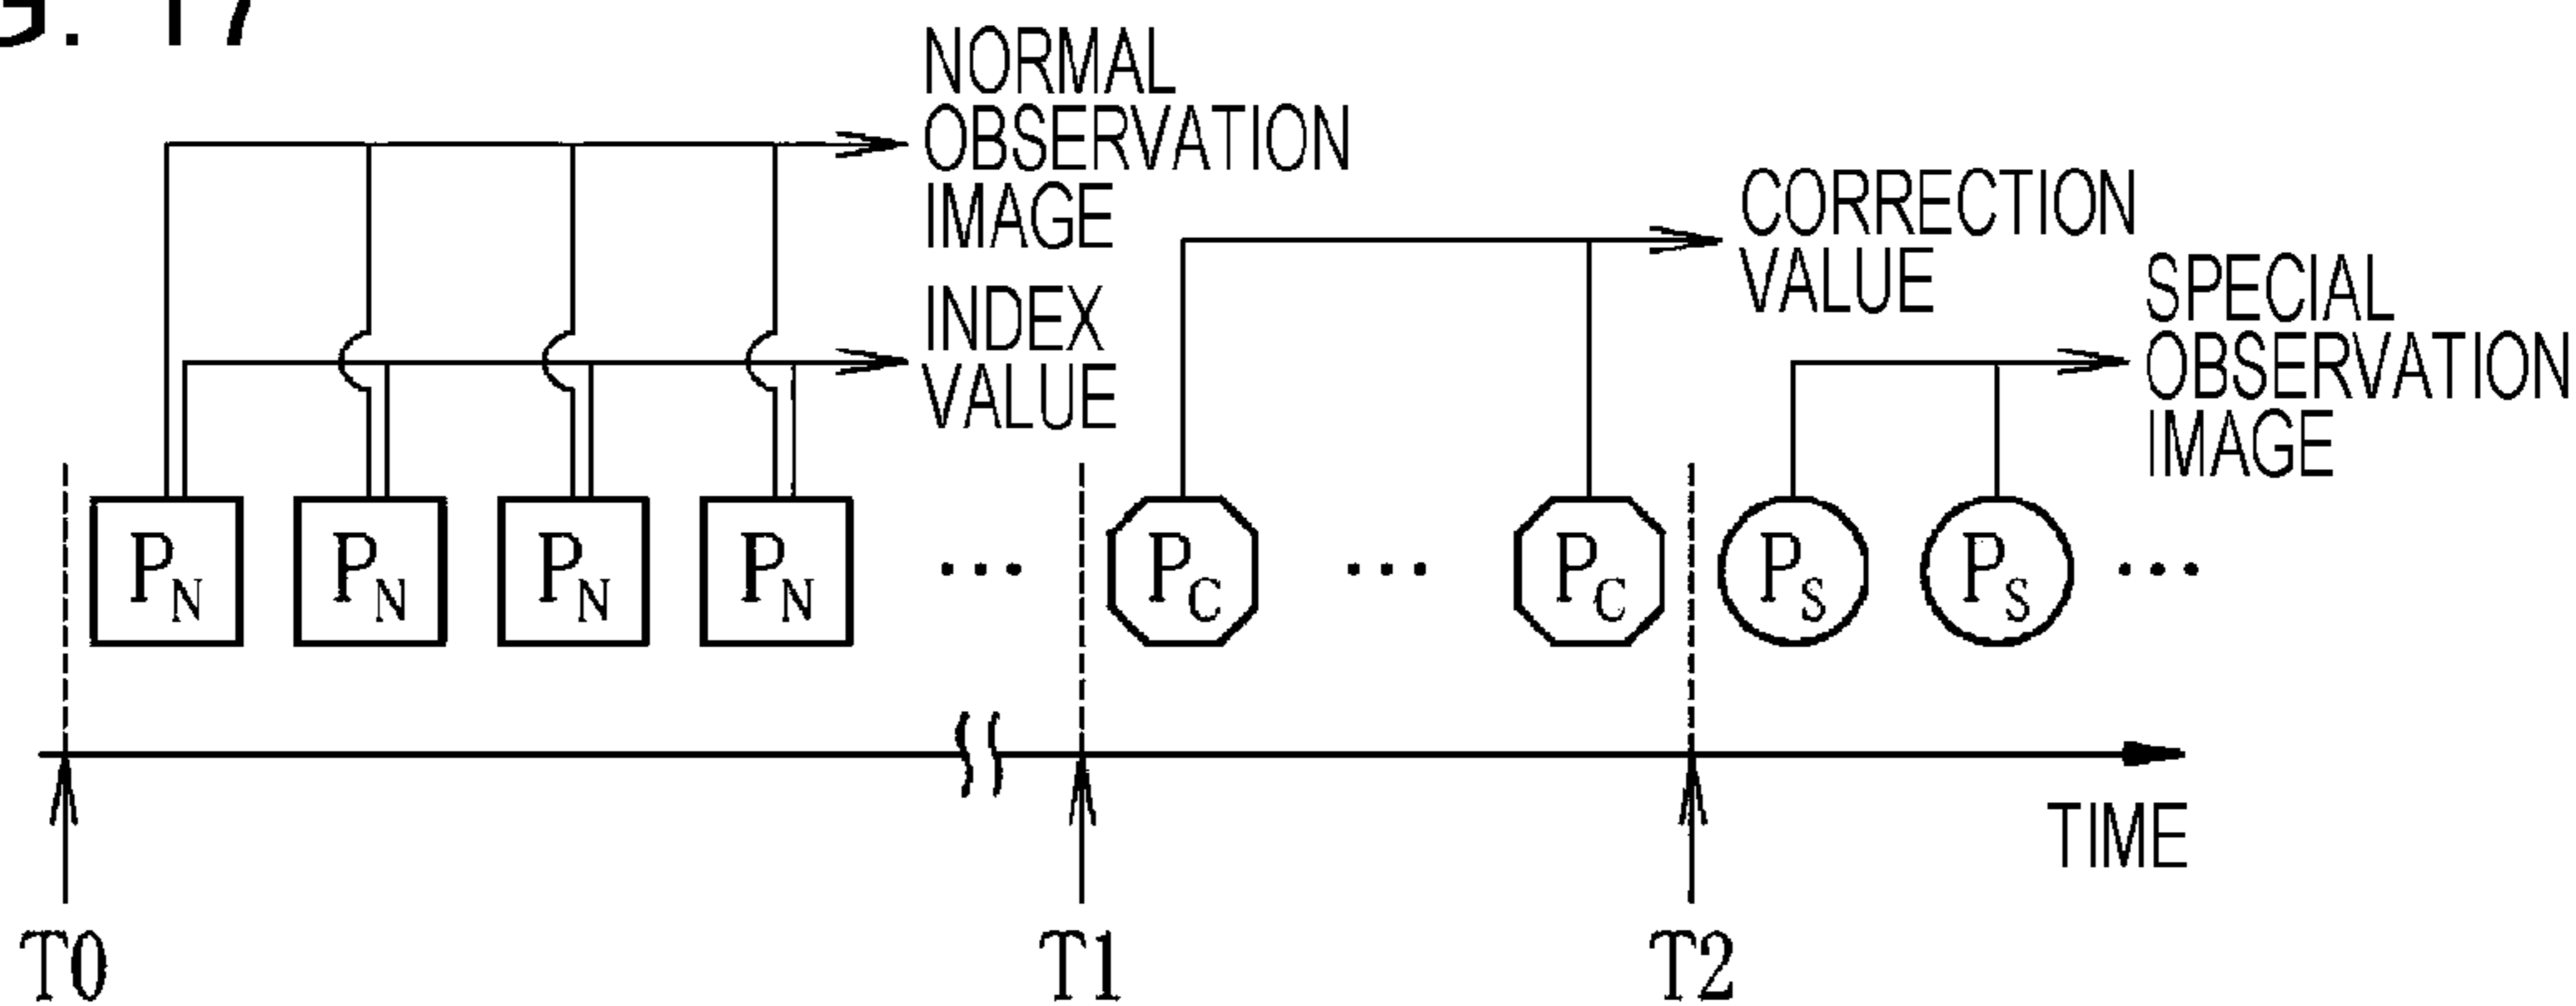 G. 17
NORMAL
OBSERVATION
IMAGE
INDEX
VALUE
CORRECTION
VALUE
SPECIAL
OBSERVATION
IMAGE
P_N P_N P_N P_N ... P_C ... P_C P_S P_S ...
TIME
T0 T1 T2